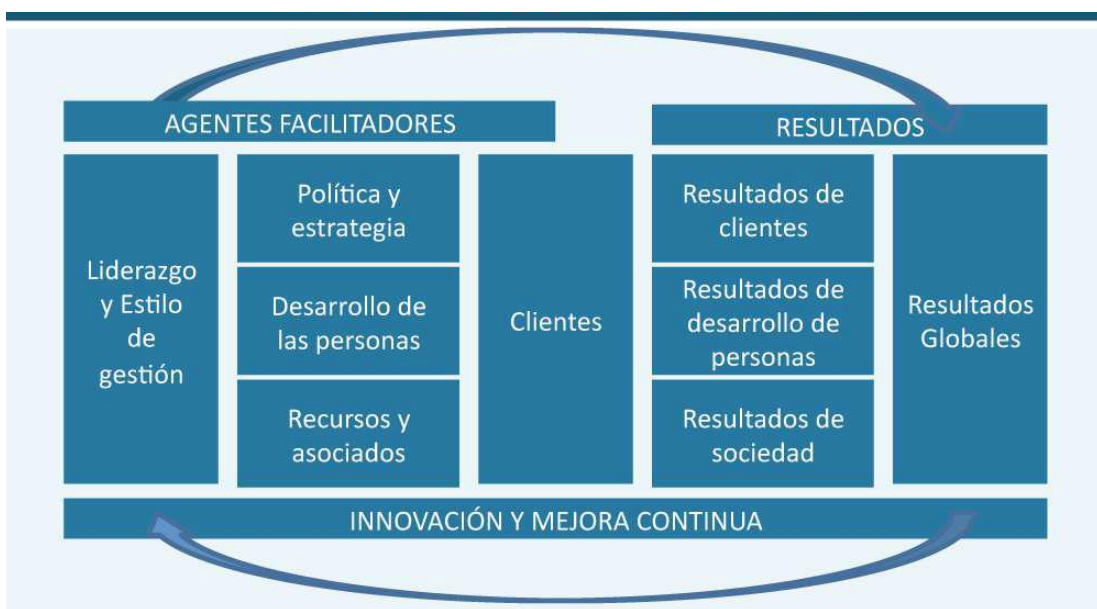 AGENTES FACILITADORES
RESULTADOS
Liderazgo
y Estilo
de
gestión
Política y
estrategia
Desarrollo de
las personas
Recursos y
asociados
Clientes
Resultados de
clientes
Resultados de
desarrollo de
personas
Resultados de
sociedad
Resultados
Globales
INNOVACIÓN Y MEJORA CONTINUA